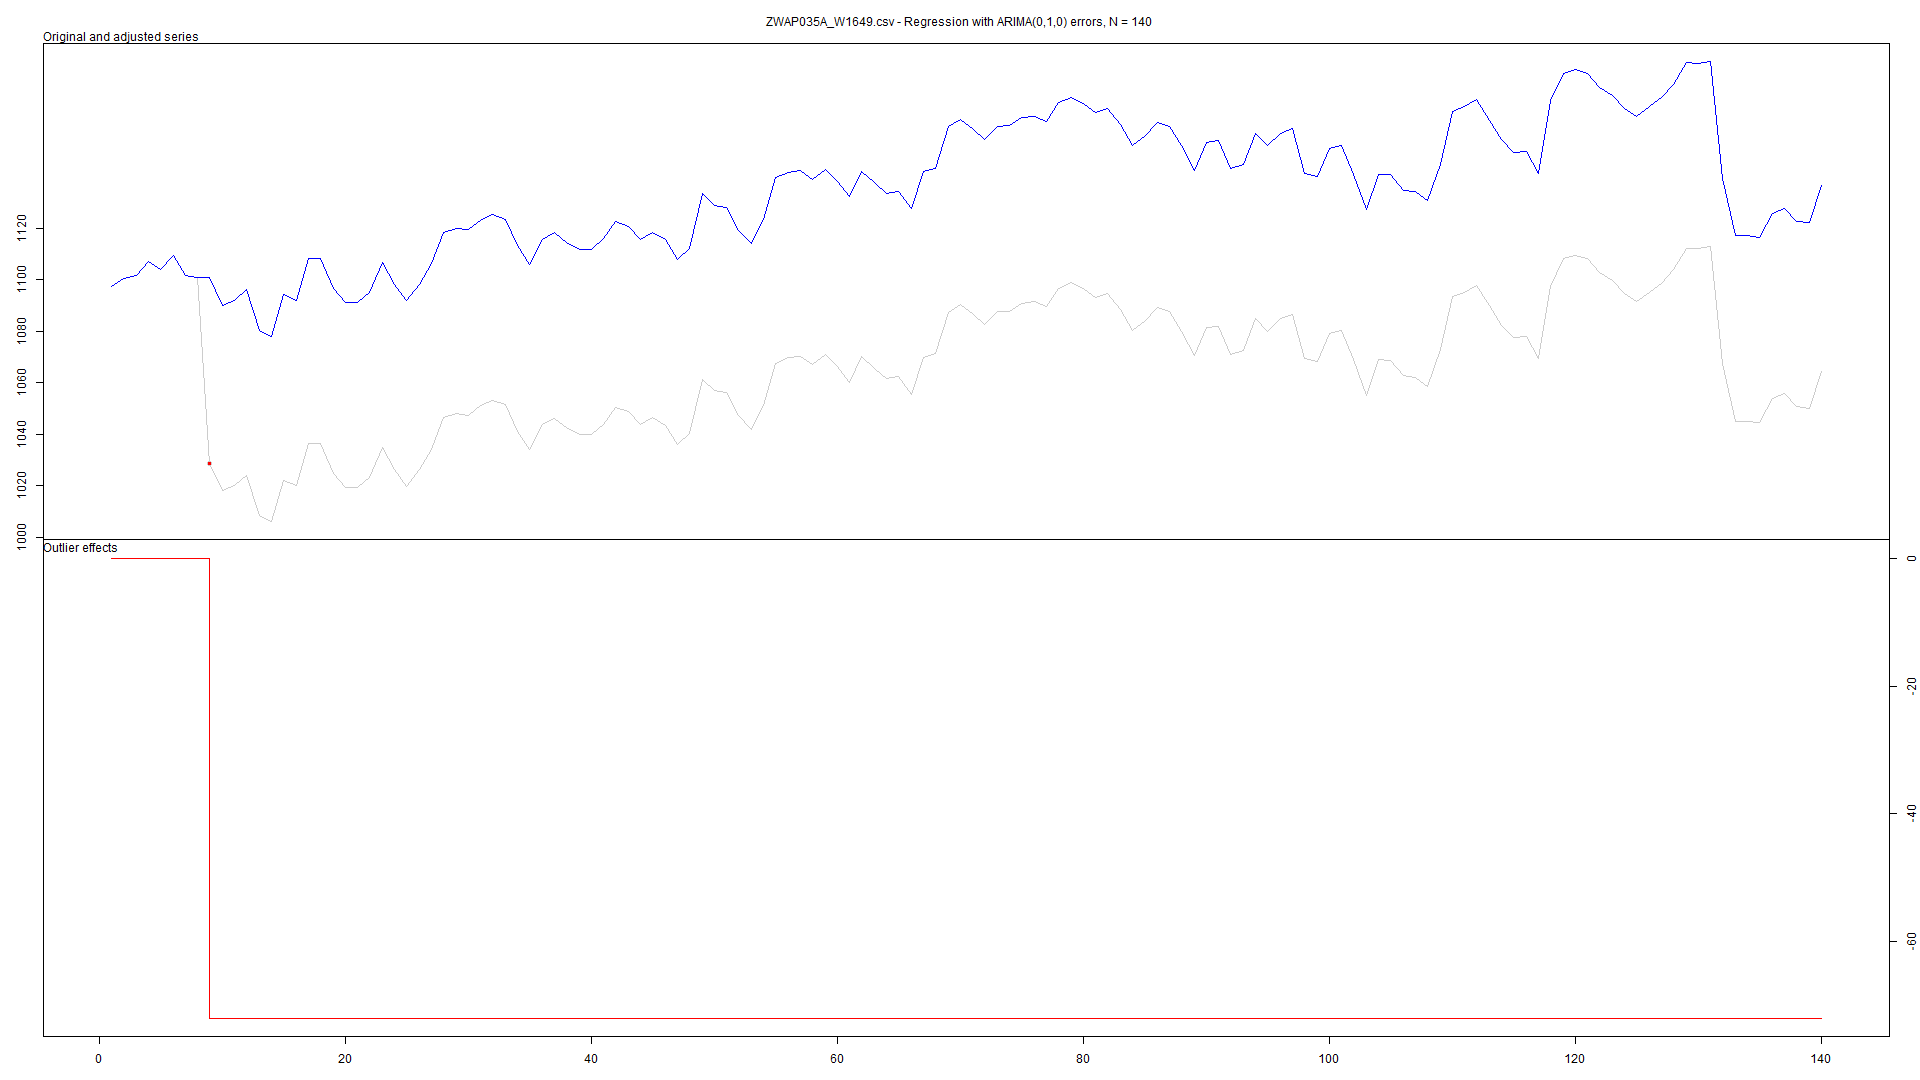 ZWAP035A_W1649.csv - Regression with ARIMA(0,1,0) errors, N = 140
Original and adjusted series
1120
1100
1080
1060
1040
1020
1000
Outlier effects
0
-20
-40
-60
0 20 40 60 80 100 120 140